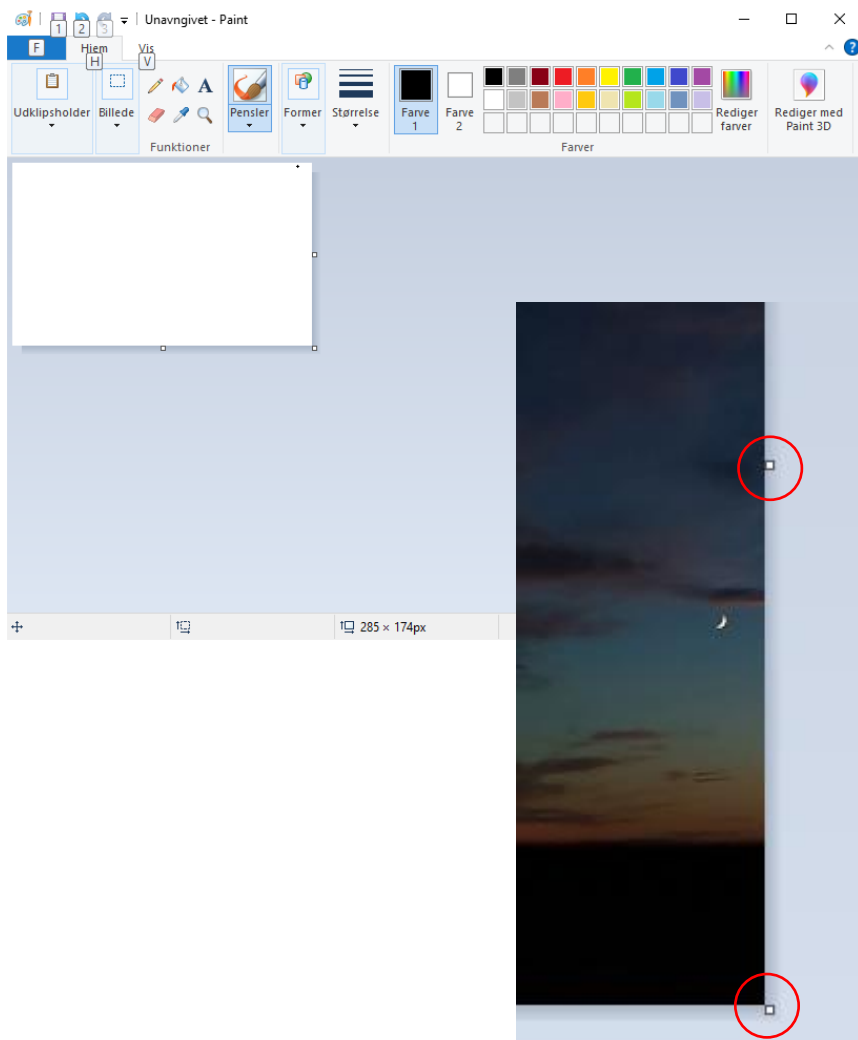 1 2 3 Unavngivet - Paint
F Hjem Vis
H V
Udklipsholder Billede A Pensler Former Størrelse Farve 1 Farve 2 Rediger farver Rediger med Paint 3D
Funktioner Farver
285 × 174px